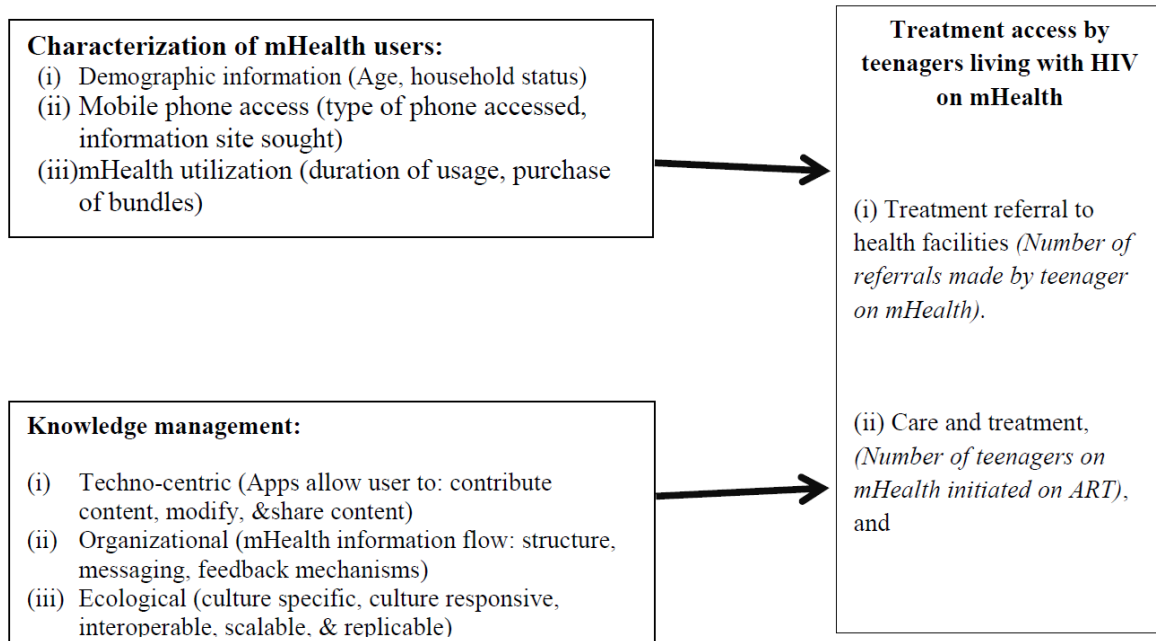 Characterization of mHealth users:
(i) Demographic information (Age, household status)
(ii) Mobile phone access (type of phone accessed,
information site sought)
(iii)mHealth utilization (duration of usage, purchase
of bundles)
Knowledge management:
(i) Techno-centric (Apps allow user to: contribute
content, modify, &share content)
(ii) Organizational (mHealth information flow: structure,
messaging, feedback mechanisms)
(iii) Ecological (culture specific, culture responsive,
interoperable, scalable, & replicable)
Treatment access by
teenagers living with HIV
on mHealth
(i) Treatment referral to
health facilities (Number of
referrals made by teenager
on mHealth).
(ii) Care and treatment,
(Number of teenagers on
mHealth initiated on ART),
and